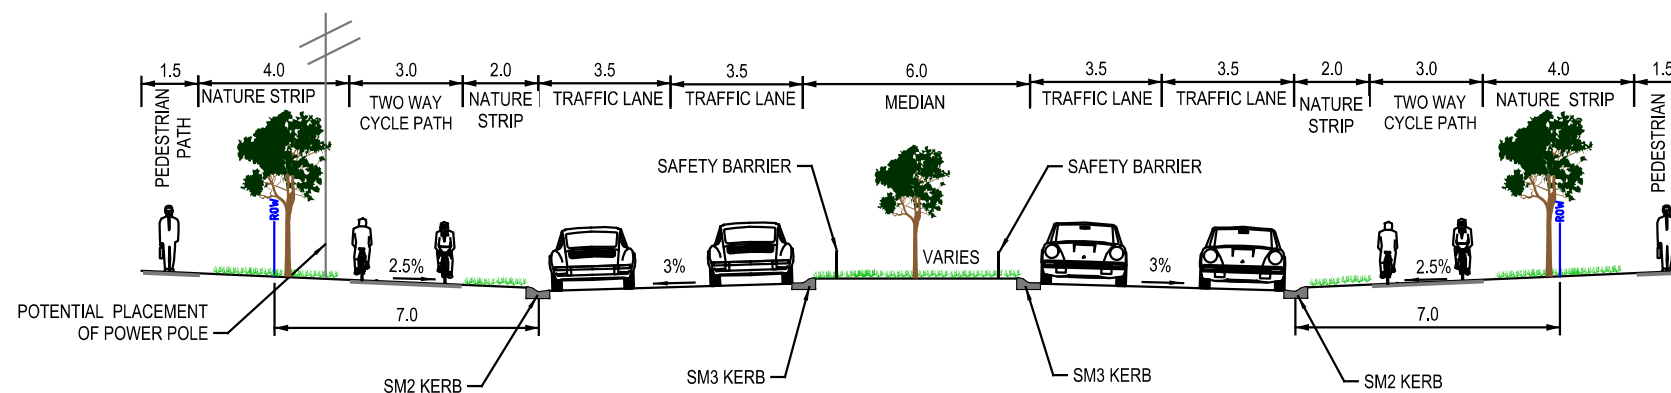 1.5 4.0 3.0 2.0 3.5 3.5 6.0 3.5 3.5 2.0 3.0 4.0 1.5
PEDESTRIAN
PATH
NATURE STRIP
TWO WAY
CYCLE PATH
NATURE
STRIP
TRAFFIC LANE
TRAFFIC LANE
MEDIAN
TRAFFIC LANE
TRAFFIC LANE
NATURE
STRIP
TWO WAY
CYCLE PATH
NATURE STRIP
PEDESTRIAN
SAFETY BARRIER
SAFETY BARRIER
ROW
ROW
VARIES
2.5%
3%
3%
2.5%
POTENTIAL PLACEMENT
OF POWER POLE
7.0
7.0
SM2 KERB
SM3 KERB
SM3 KERB
SM2 KERB